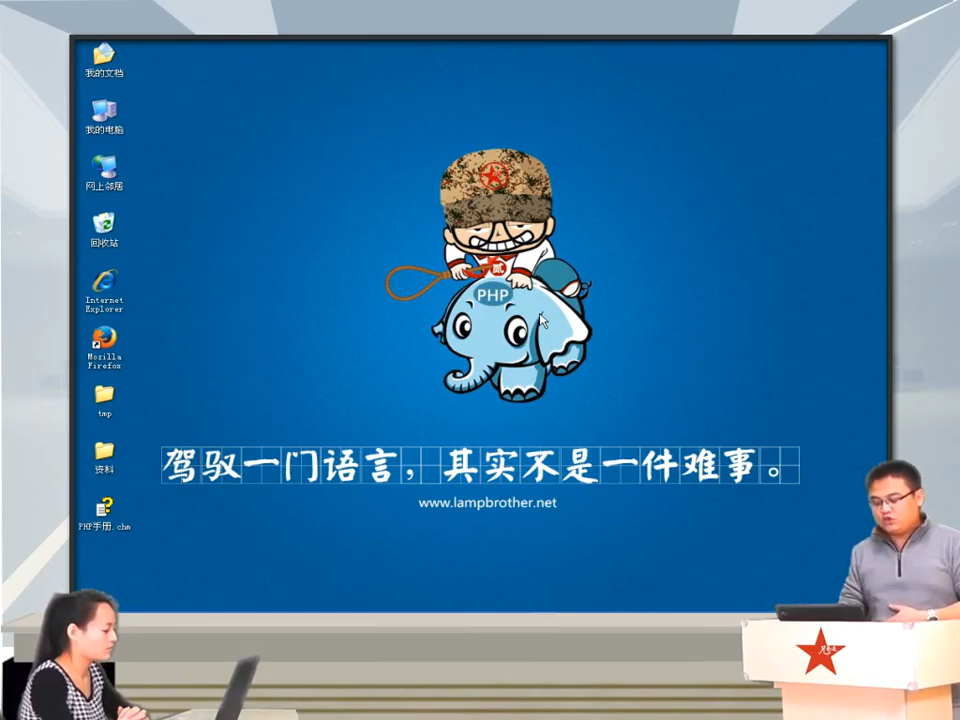 我的文档
我的电脑
网上邻居
回收站
Internet
Explorer
Mozilla
Firefox
tmp
资料
PHP手册.chm
贰
PHP
驾驭一门语言，其实不是一件难事。
www.lampbrother.net